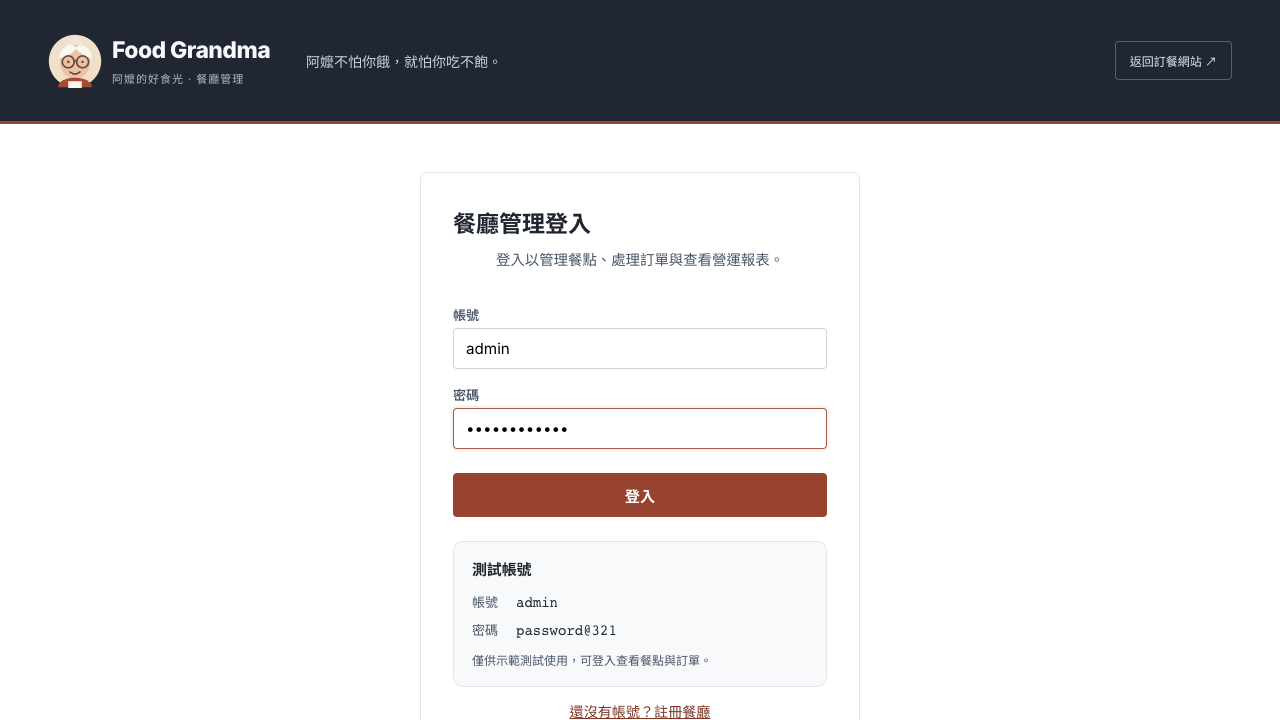 Food Grandma
阿嬤的好食光 · 餐廳管理
阿嬤不怕你餓，就怕你吃不飽。
返回訂餐網站 ↗
餐廳管理登入
登入以管理餐點、處理訂單與查看營運報表。
帳號
admin
密碼
••••••••••••
登入
測試帳號
帳號 admin
密碼 password@321
僅供示範測試使用，可登入查看餐點與訂單。
還沒有帳號？註冊餐廳